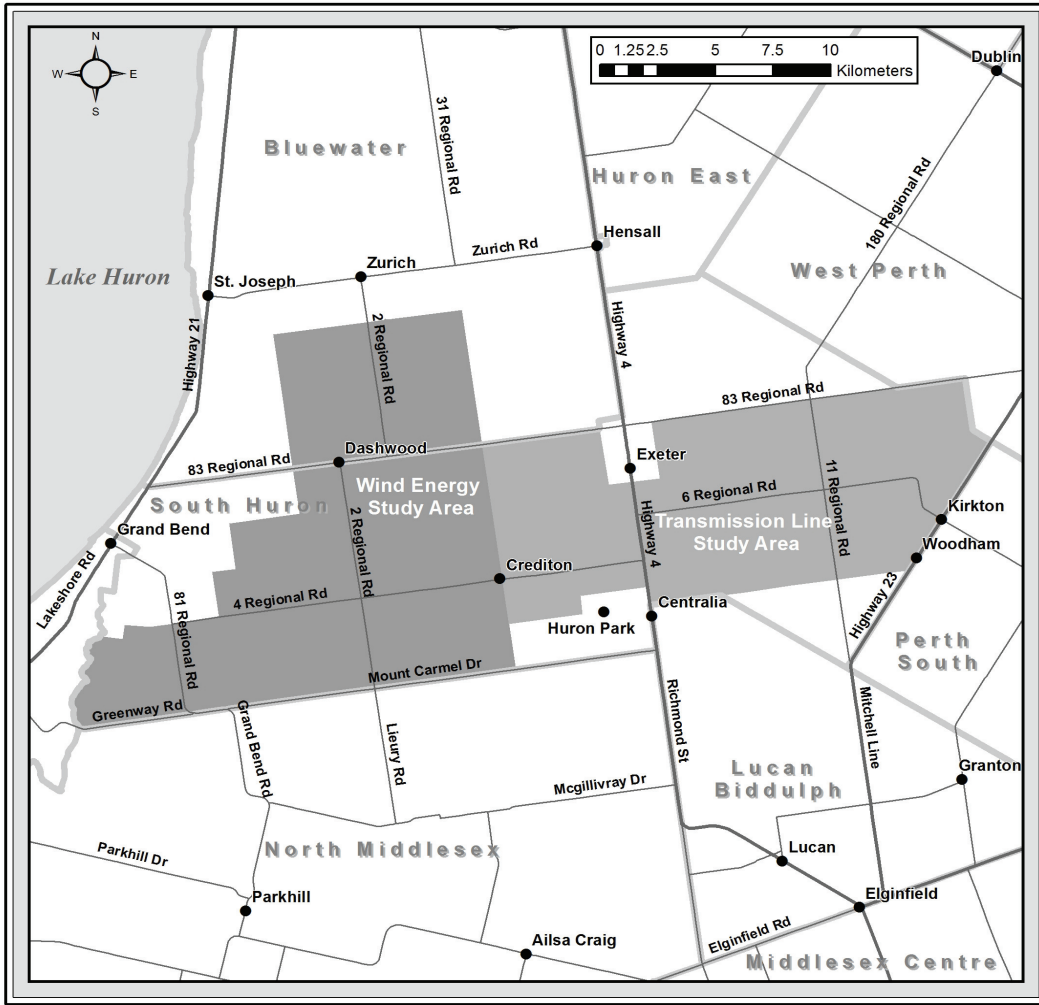 N
W
E
S
0 1.25 2.5 5 7.5 10
Kilometers
Dublin
31 Regional Rd
Bluewater
Huron East
180 Regional Rd
Hensall
Zurich Rd
Zurich
West Perth
Lake Huron
St. Joseph
Highway 21
2 Regional Rd
Highway 4
83 Regional Rd
Dashwood
Exeter
83 Regional Rd
Wind Energy
Study Area
South Huron
6 Regional Rd
11 Regional Rd
Kirkton
Transmission Line
Study Area
Grand Bend
2 Regional Rd
Highway 4
Woodham
Lakeshore Rd
Crediton
4 Regional Rd
81 Regional Rd
Centralia
Huron Park
Highway 23
Perth
South
Mount Carmel Dr
Greenway Rd
Grand Bend Rd
Lieury Rd
Richmond St
Mitchell Line
Lucan
Biddulph
Granton
Mcgillivray Dr
North Middlesex
Parkhill Dr
Lucan
Parkhill
Elginfield
Elginfield Rd
Ailsa Craig
Middlesex Centre